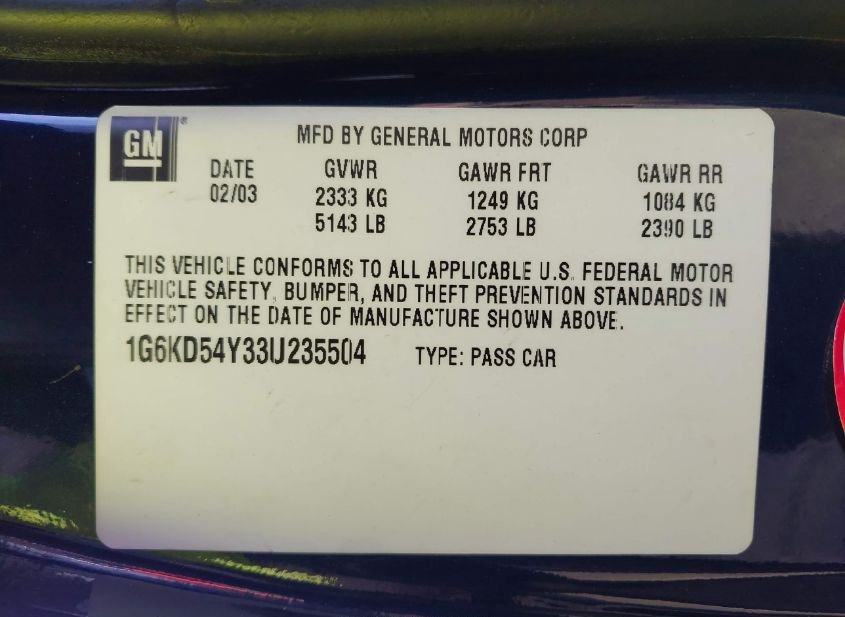 GM®
MFD BY GENERAL MOTORS CORP
DATE GVWR GAWR FRT GAWR RR
02/03 2333 KG 1249 KG 1084 KG
5143 LB 2753 LB 2390 LB
THIS VEHICLE CONFORMS TO ALL APPLICABLE U.S. FEDERAL MOTOR
VEHICLE SAFETY, BUMPER, AND THEFT PREVENTION STANDARDS IN
EFFECT ON THE DATE OF MANUFACTURE SHOWN ABOVE.
1G6KD54Y33U235504 TYPE: PASS CAR